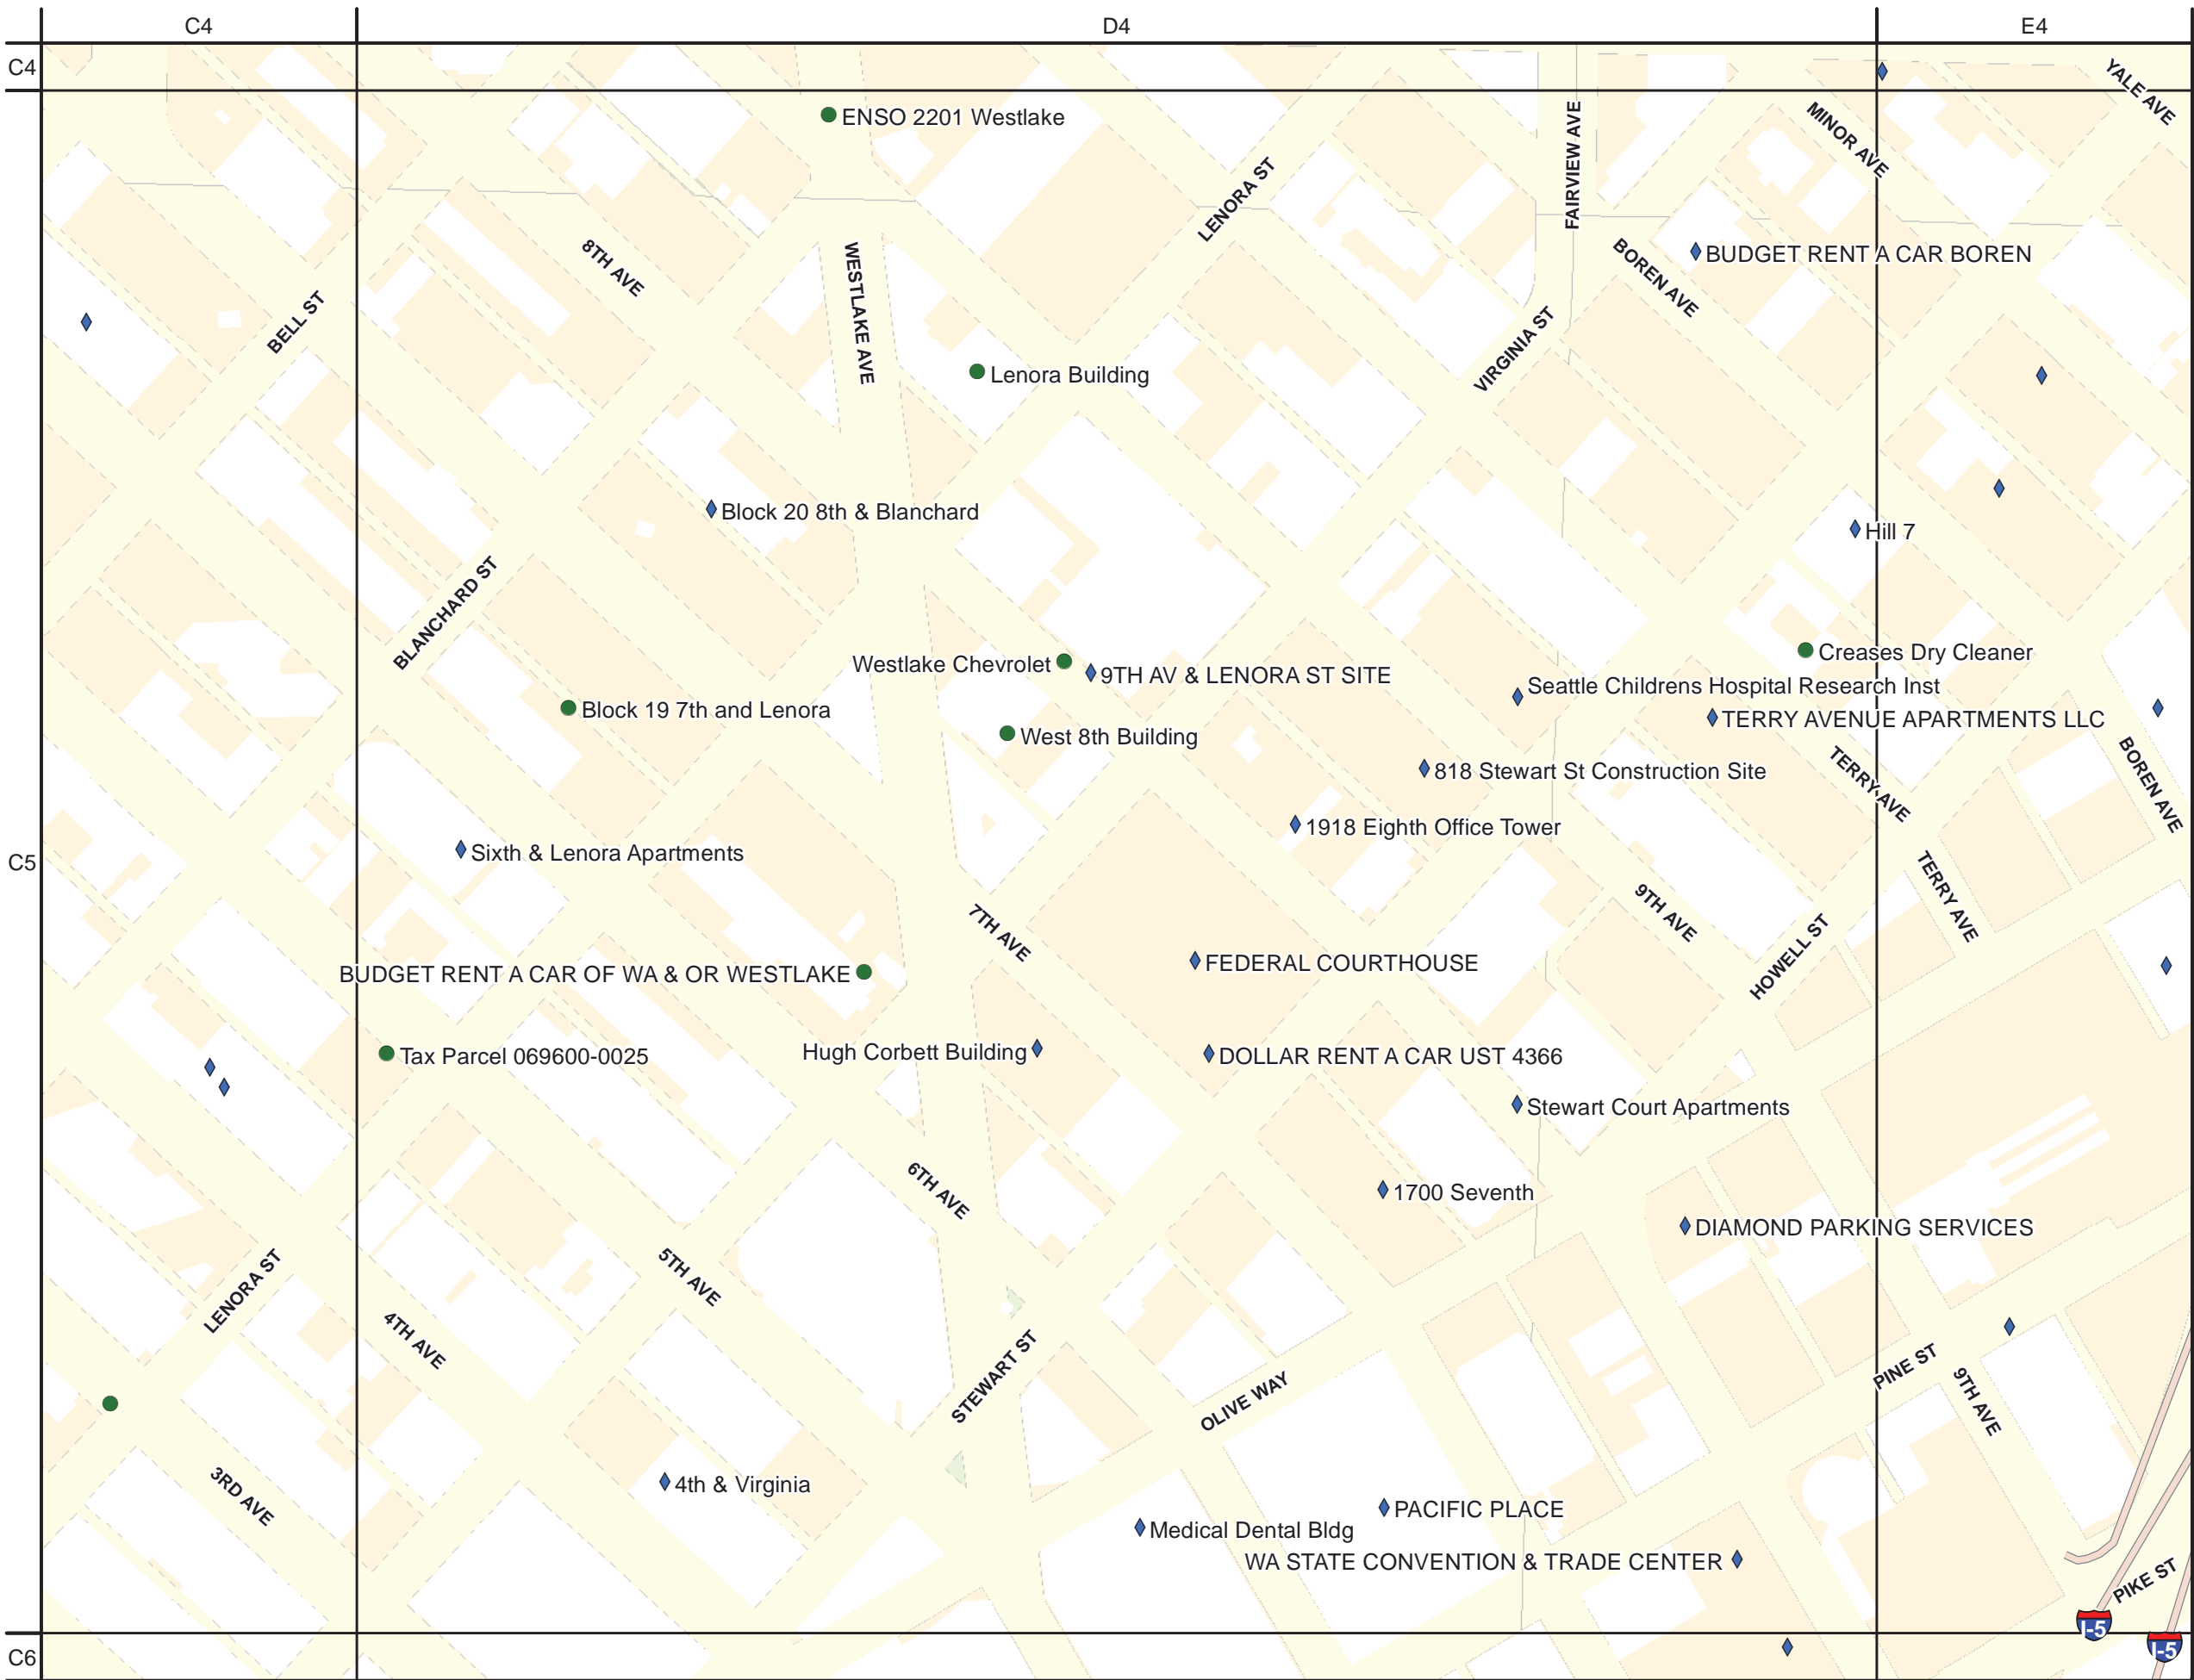 C4
D4
E4
C4
YALE AVE
ENSO 2201 Westlake
FAIRVIEW AVE
MINOR AVE
LENORA ST
8TH AVE
WESTLAKE AVE
BOREN AVE
BUDGET RENT A CAR BOREN
BELL ST
VIRGINIA ST
Lenora Building
Block 20 8th & Blanchard
Hill 7
BLANCHARD ST
Westlake Chevrolet
9TH AV & LENORA ST SITE
Creases Dry Cleaner
Seattle Childrens Hospital Research Inst
Block 19 7th and Lenora
TERRY AVENUE APARTMENTS LLC
West 8th Building
818 Stewart St Construction Site
TERRY AVE
BOREN AVE
1918 Eighth Office Tower
Sixth & Lenora Apartments
C5
TERRY AVE
9TH AVE
7TH AVE
HOWELL ST
FEDERAL COURTHOUSE
BUDGET RENT A CAR OF WA & OR WESTLAKE
Hugh Corbett Building
Tax Parcel 069600-0025
DOLLAR RENT A CAR UST 4366
Stewart Court Apartments
6TH AVE
1700 Seventh
DIAMOND PARKING SERVICES
LENORA ST
5TH AVE
4TH AVE
STEWART ST
OLIVE WAY
PINE ST
9TH AVE
3RD AVE
4th & Virginia
PACIFIC PLACE
Medical Dental Bldg
WA STATE CONVENTION & TRADE CENTER
PIKE ST
I-5
I-5
C6